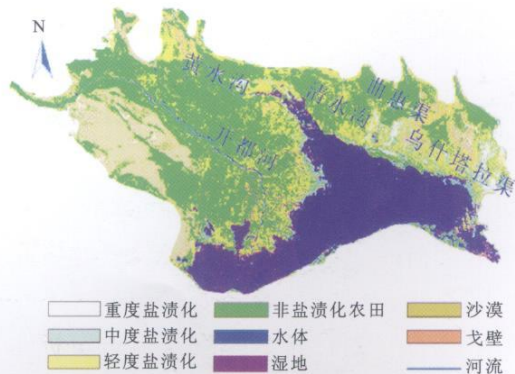 N
黄水沟
清水沟
曲惠渠
乌什塔拉渠
开都河
重度盐渍化 非盐渍化农田 沙漠
中度盐渍化 水体 戈壁
轻度盐渍化 湿地 河流